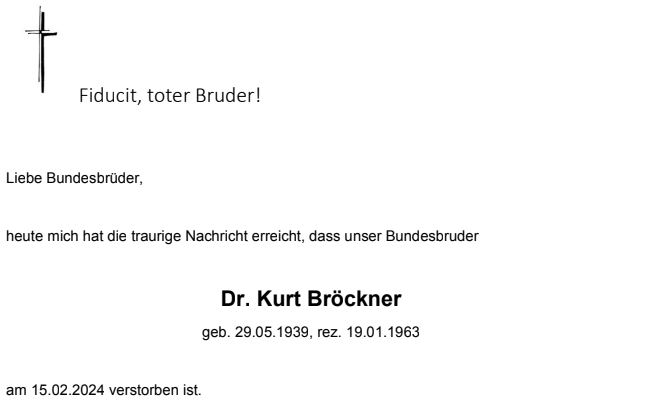 Fiducit, toter Bruder!
Liebe Bundesbrüder,
heute mich hat die traurige Nachricht erreicht, dass unser Bundesbruder
Dr. Kurt Bröckner
geb. 29.05.1939, rez. 19.01.1963
am 15.02.2024 verstorben ist.